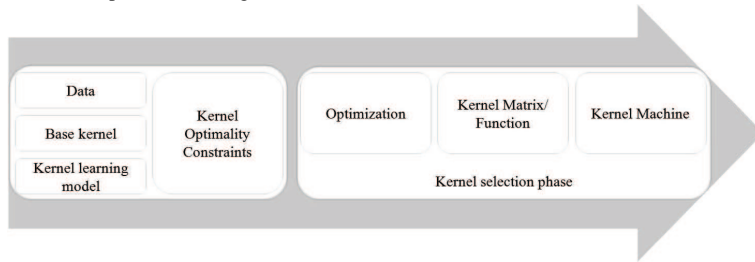 Data
Base kernel
Kernel learning
model
Kernel
Optimality
Constraints
Optimization
Kernel Matrix/
Function
Kernel Machine
Kernel selection phase